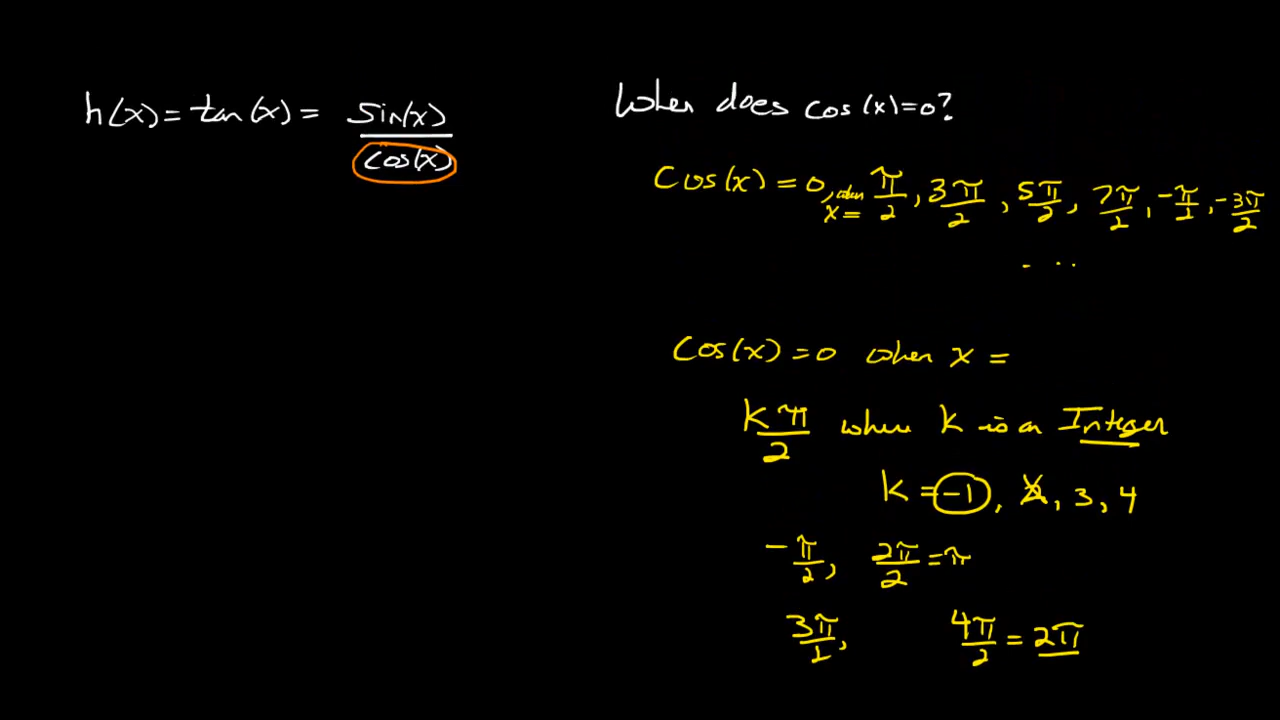 h(x) = tan(x) = sin(x)/cos(x)
When does cos(x)=0?
Cos(x) = 0, when x = π/2, 3π/2, 5π/2, 7π/2, -π/2, -3π/2
...
Cos(x) = 0 when x =
kπ/2 where k is an Integer
k = -1, 2, 3, 4
-π/2, 2π/2 = π
3π/2, 4π/2 = 2π